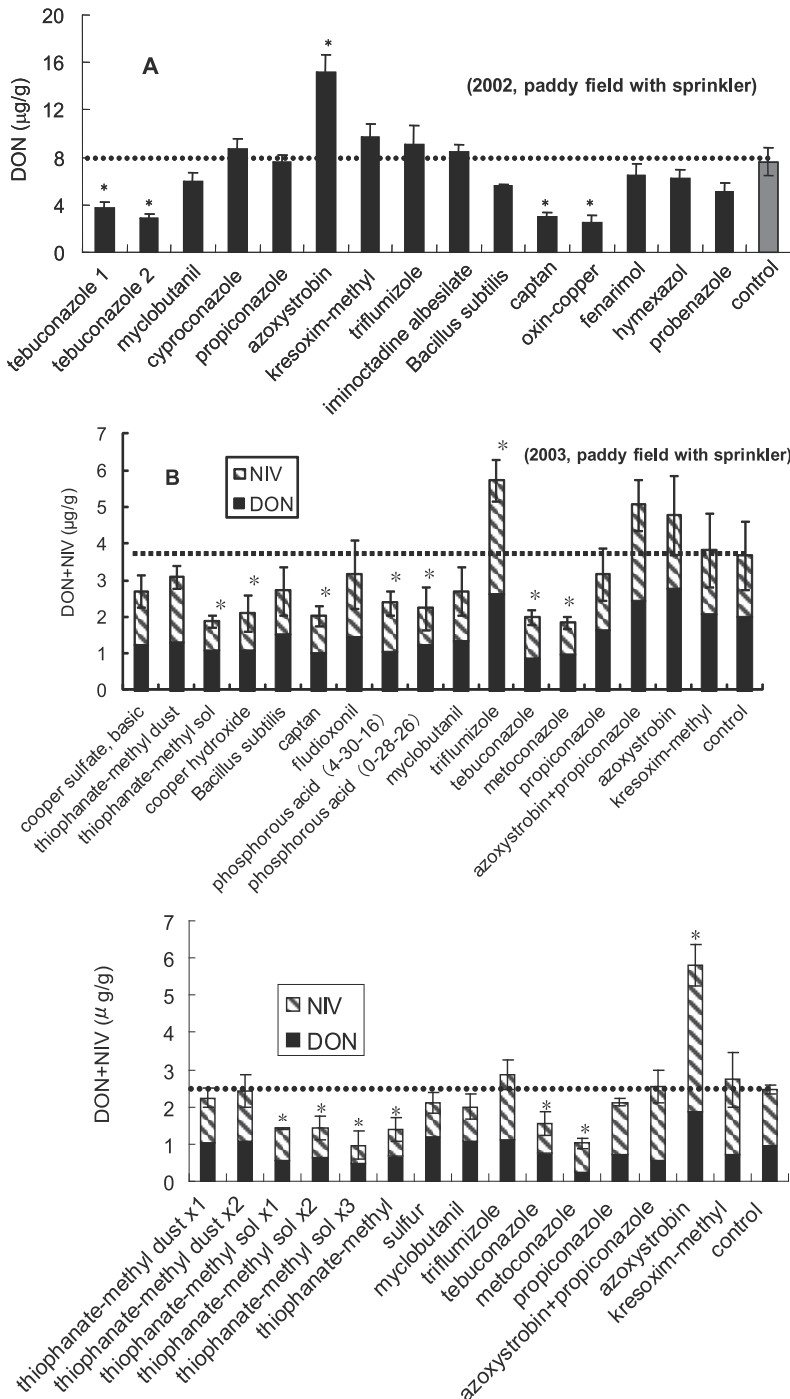 20
16
12
8
4
0
DON (µg/g)
A
(2002, paddy field with sprinkler)
*
*
*
*
*
tebuconazole 1
tebuconazole 2
myclobutanil
cyproconazole
propiconazole
azoxystrobin
kresoxim-methyl
triflumizole
iminoctadine albesilate
Bacillus subtilis
captan
oxin-copper
fenarimol
hymexazol
probenazole
control
7
6
5
4
3
2
1
0
DON+NIV (µg/g)
B
NIV
DON
(2003, paddy field with sprinkler)
*
*
*
*
*
*
*
*
cooper sulfate, basic
thiophanate-methyl dust
thiophanate-methyl sol
cooper hydroxide
Bacillus subtilis
captan
fludioxonil
phosphorous acid（4-30-16）
phosphorous acid（0-28-26）
myclobutanil
triflumizole
tebuconazole
metoconazole
propiconazole
azoxystrobin+propiconazole
azoxystrobin
kresoxim-methyl
control
7
6
5
4
3
2
1
0
DON+NIV (μ g/g)
NIV
DON
*
*
*
*
*
*
*
thiophanate-methyl dust x1
thiophanate-methyl dust x2
thiophanate-methyl sol x1
thiophanate-methyl sol x2
thiophanate-methyl sol x3
thiophanate-methyl
sulfur
myclobutanil
triflumizole
tebuconazole
metoconazole
propiconazole
azoxystrobin+propiconazole
azoxystrobin
kresoxim-methyl
control